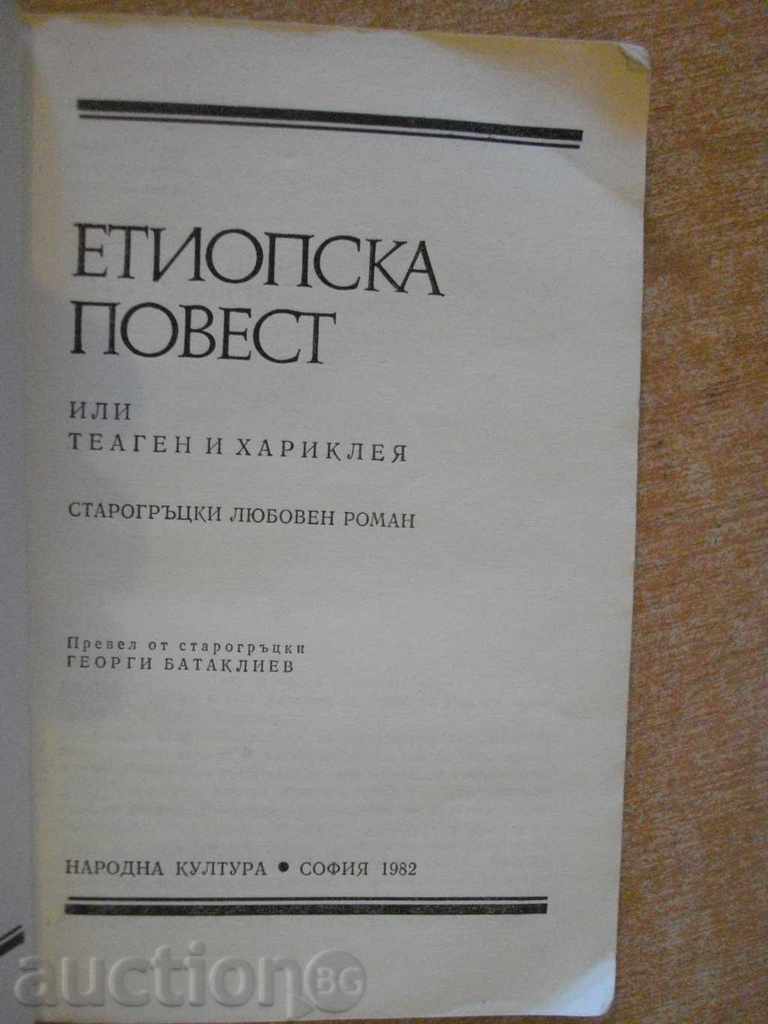 ЕТИОПСКА
ПОВЕСТ
ИЛИ
ТЕАГЕН И ХАРИКЛЕЯ
СТАРОГРЪЦКИ ЛЮБОВЕН РОМАН
Превел от старогръцки
ГЕОРГИ БАТАКЛИЕВ
НАРОДНА КУЛТУРА ● СОФИЯ 1982
auction BG